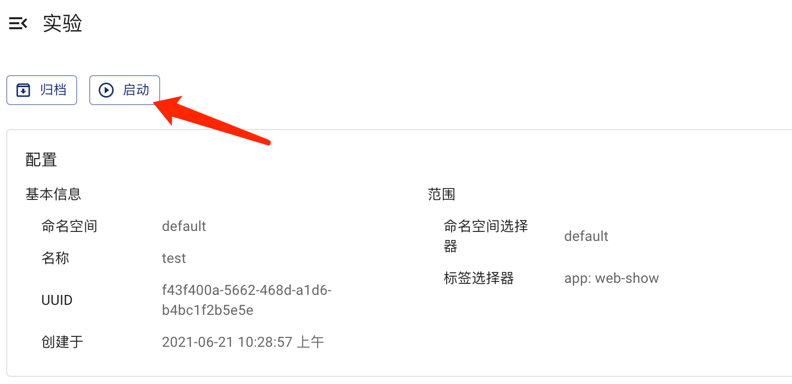 实验
归档 启动
配置
基本信息
命名空间 default
名称 test
UUID f43f400a-5662-468d-a1d6-
b4bc1f2b5e5e
创建于 2021-06-21 10:28:57 上午
范围
命名空间选择
器 default
标签选择器 app: web-show